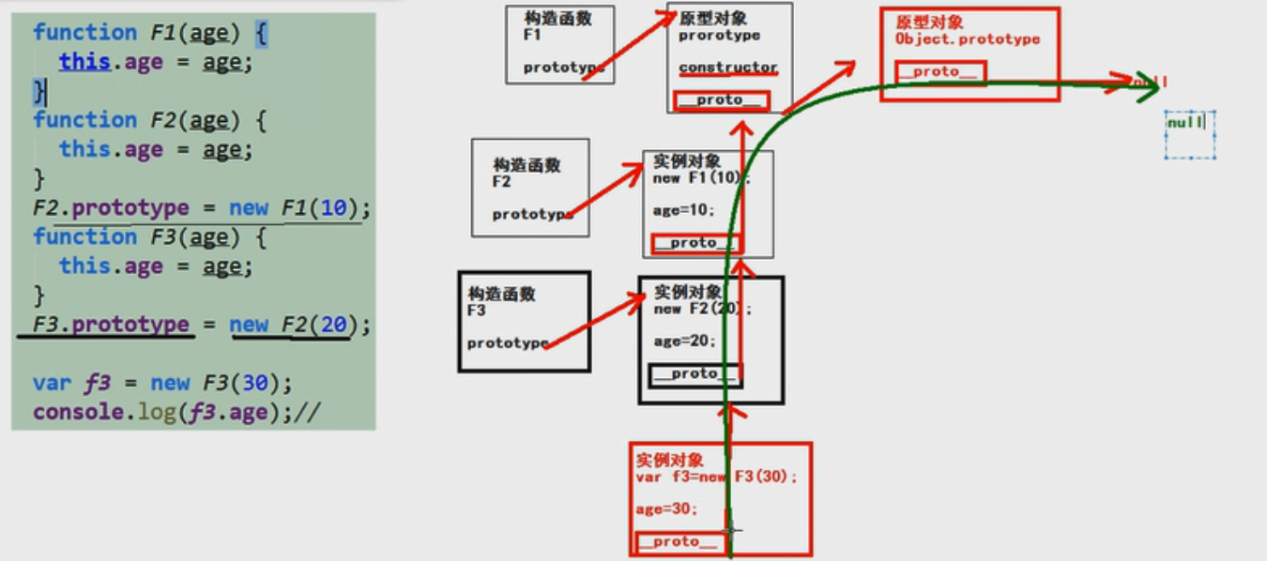 function F1(age) {
this.age = age;
}
function F2(age) {
this.age = age;
}
F2.prototype = new F1(10);
function F3(age) {
this.age = age;
}
F3.prototype = new F2(20);
var f3 = new F3(30);
console.log(f3.age);//
构造函数
F1
prototype
原型对象
prorotype
constructor
__proto__
原型对象
Object.prototype
__proto__
null
null
构造函数
F2
prototype
实例对象
new F1(10);
age=10;
__proto__
构造函数
F3
prototype
实例对象
new F2(20);
age=20;
__proto__
实例对象
var f3=new F3(30);
age=30;
__proto__